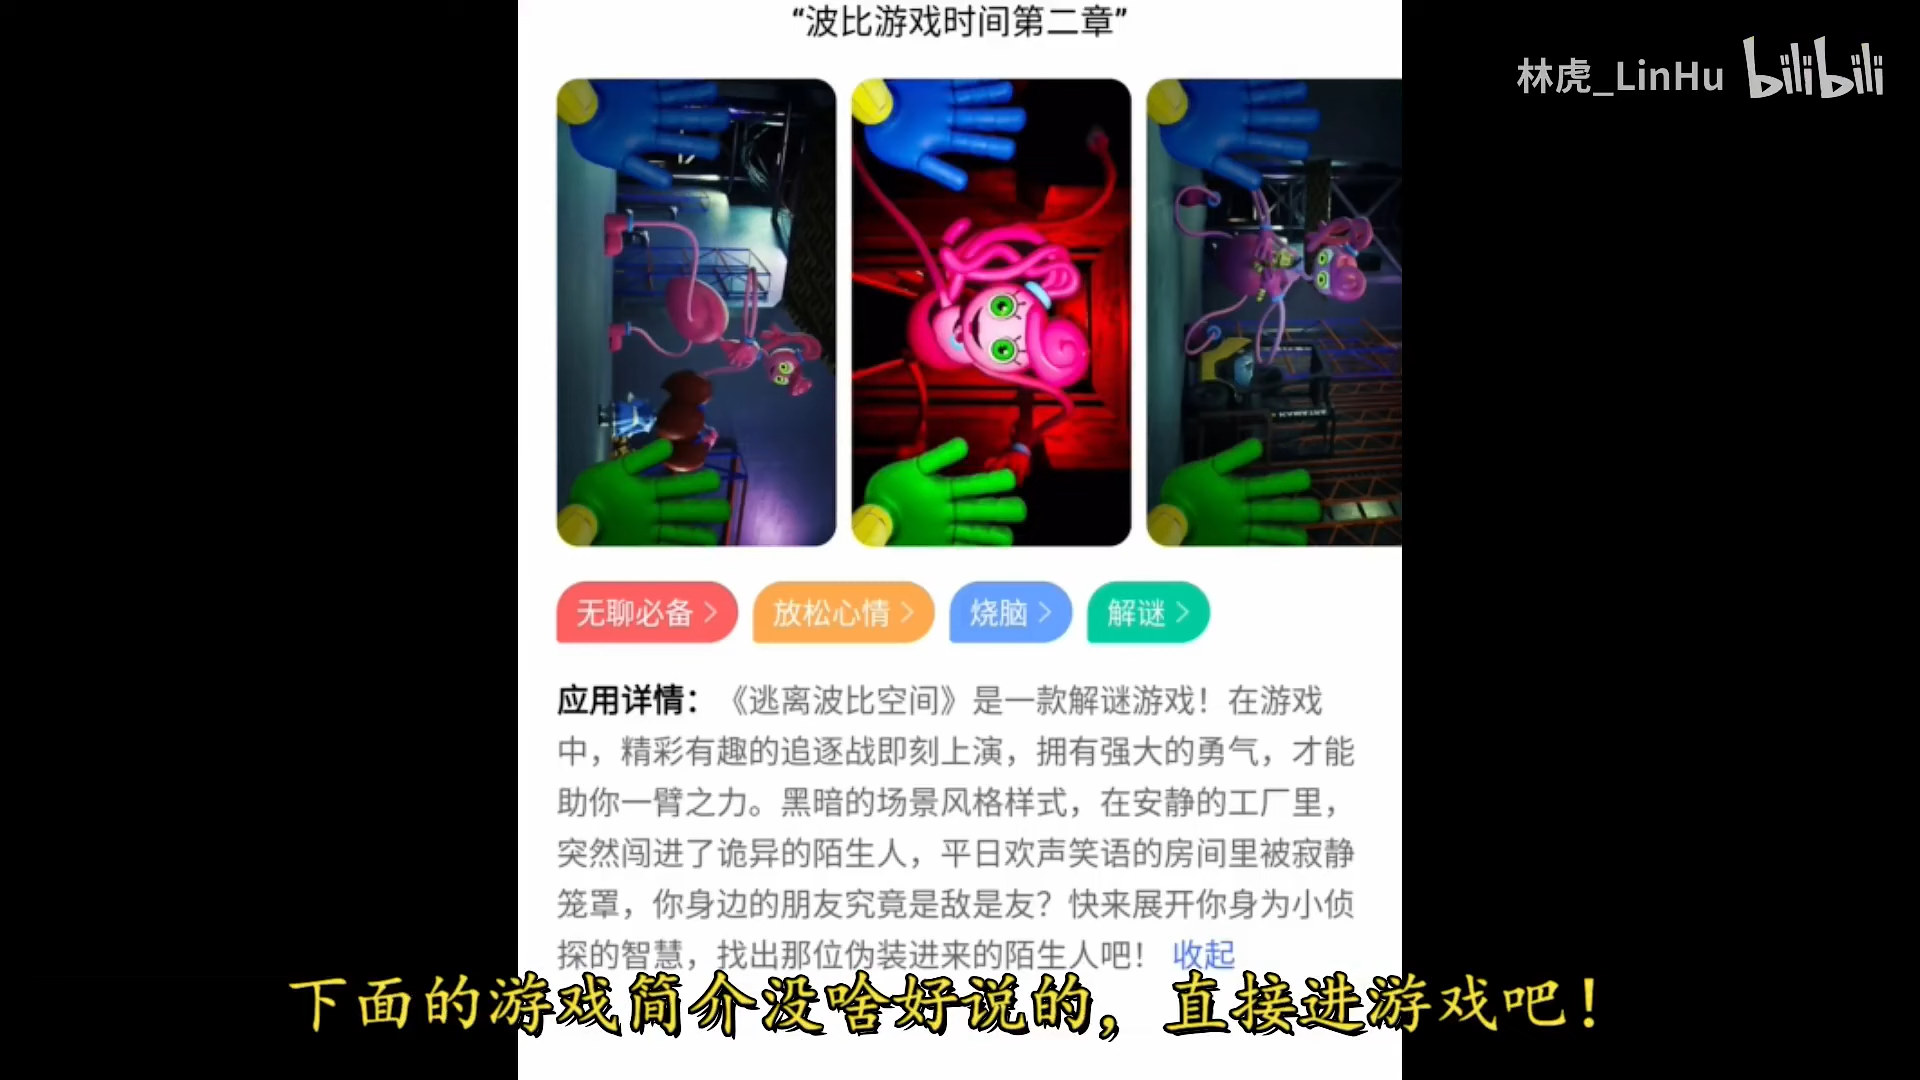 “波比游戏时间第二章”
林虎_LinHu bilibili
无聊必备 >
放松心情 >
烧脑 >
解谜 >
应用详情：《逃离波比空间》是一款解谜游戏！在游戏
中，精彩有趣的追逐战即刻上演，拥有强大的勇气，才能
助你一臂之力。黑暗的场景风格样式，在安静的工厂里，
突然闯进了诡异的陌生人，平日欢声笑语的房间里被寂静
笼罩，你身边的朋友究竟是敌是友？快来展开你身为小侦
探的智慧，找出那位伪装进来的陌生人吧！ 收起
下面的游戏简介没啥好说的，直接进游戏吧！